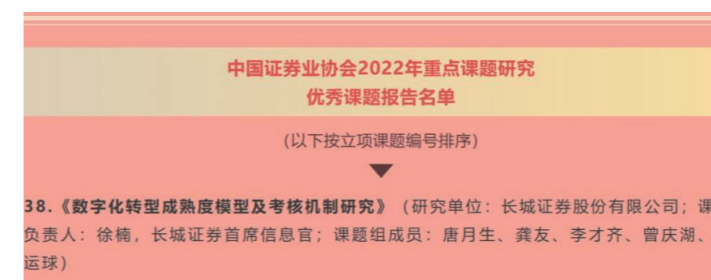 中国证券业协会2022年重点课题研究
优秀课题报告名单
(以下按立项课题编号排序)
38.《数字化转型成熟度模型及考核机制研究》（研究单位：长城证券股份有限公司；课
负责人：徐楠，长城证券首席信息官；课题组成员：唐月生、龚友、李才齐、曾庆湖、
运球）